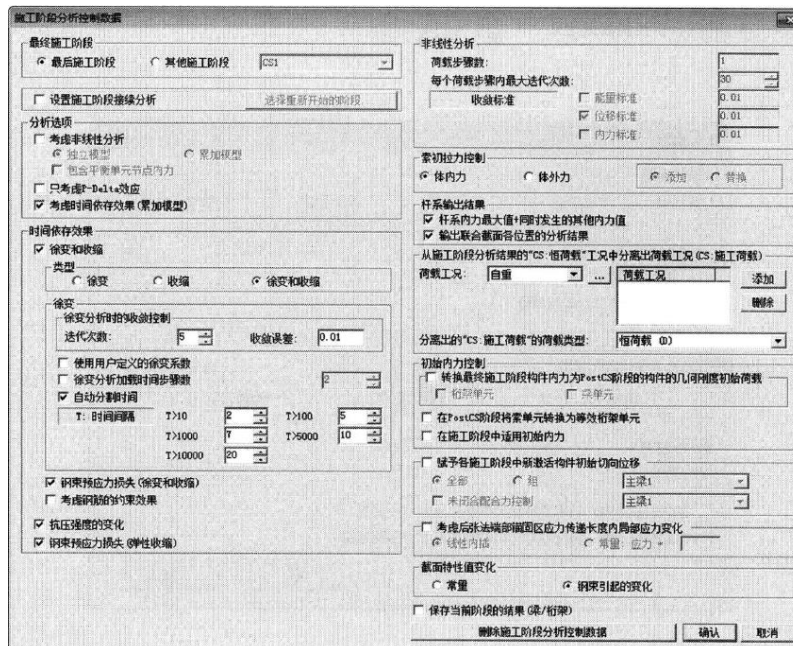 施工阶段分析控制数据
最终施工阶段
最后施工阶段 其他施工阶段 CS1
设置施工阶段接续分析 选择重新开始的阶段
分析选项
考虑非线性分析
独立模型 累加模型
包含平衡单元节点内力
只考虑P-Delta效应
考虑时间依存效果(累加模型)
时间依存效果
徐变和收缩
类型
徐变 收缩 徐变和收缩
徐变
徐变分析时的收敛控制
迭代次数: 5 收敛误差: 0.01
使用用户定义的徐变系数
徐变分析加载时间步骤数 2
自动分割时间
T: 时间间隔 T>10 2 T>100 5
T>1000 7 T>5000 10
T>10000 20
钢束预应力损失(徐变和收缩)
考虑钢筋的约束效果
抗压强度的变化
钢束预应力损失(弹性收缩)
非线性分析
荷载步骤数: 1
每个荷载步骤内最大迭代次数: 30
收敛标准 能量标准: 0.01
位移标准: 0.01
内力标准: 0.01
索初拉力控制
体内力 体外力 添加 替换
杆系输出结果
杆系内力最大值+同时发生的其他内力值
输出联合截面各位置的分析结果
从施工阶段分析结果的"CS:恒荷载"工况中分离出荷载工况(CS:施工荷载)
荷载工况: 自重 ... 荷载工况 添加
删除
分离出的"CS:施工荷载"的荷载类型: 恒荷载 (D)
初始内力控制
转换最终施工阶段构件内力为PostCS阶段的构件的几何刚度初始荷载
桁架单元 梁单元
在PostCS阶段将索单元转换为等效桁架单元
在施工阶段中适用初始内力
赋予各施工阶段中新激活构件初始切向位移
全部 组 主梁1
未闭合配合力控制 主梁1
考虑后张法端部锚固区应力传递长度内局部应力变化
线性内插 常量: 应力 *
截面特性值变化
常量 钢束引起的变化
保存当前阶段的结果(梁/桁架)
删除施工阶段分析控制数据 确认 取消